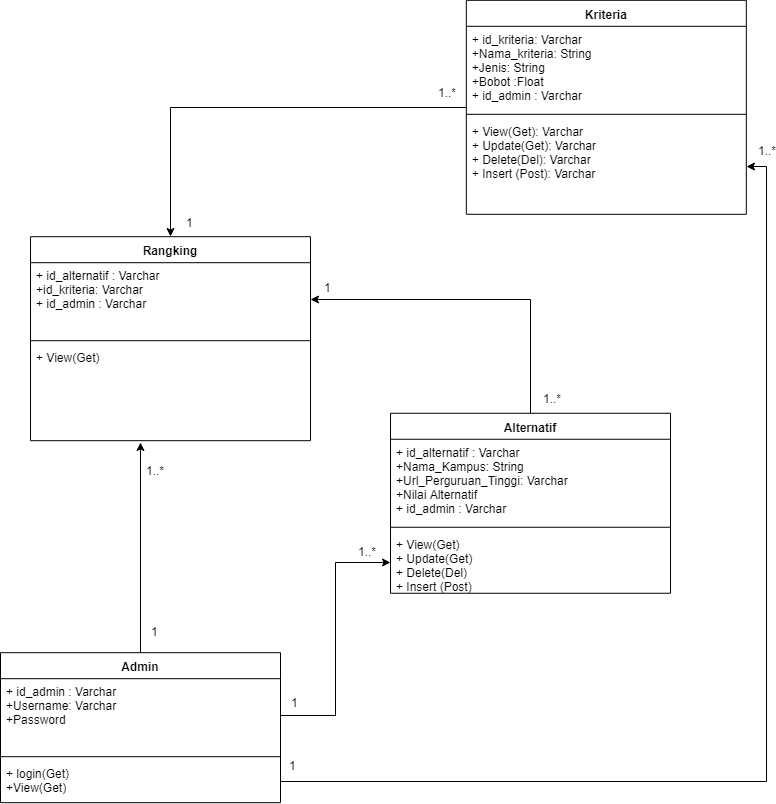 Kriteria
+ id_kriteria: Varchar
+Nama_kriteria: String
+Jenis: String
+Bobot :Float
+ id_admin : Varchar
+ View(Get): Varchar
+ Update(Get): Varchar
+ Delete(Del): Varchar
+ Insert (Post): Varchar
1..*
1..*
1
Rangking
+ id_alternatif : Varchar
+id_kriteria: Varchar
+ id_admin : Varchar
+ View(Get)
1
1..*
Alternatif
+ id_alternatif : Varchar
+Nama_Kampus: String
+Url_Perguruan_Tinggi: Varchar
+Nilai Alternatif
+ id_admin : Varchar
+ View(Get)
+ Update(Get)
+ Delete(Del)
+ Insert (Post)
1..*
1..*
1
Admin
+ id_admin : Varchar
+Username: Varchar
+Password
+ login(Get)
+View(Get)
1
1